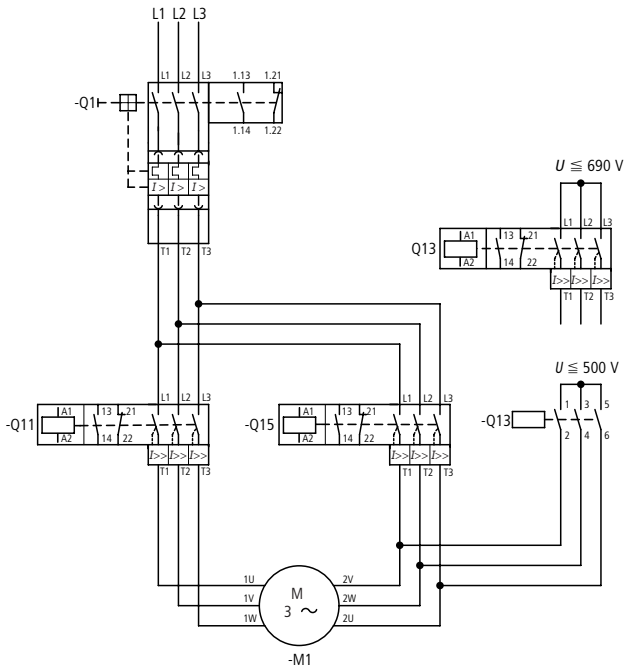 L1 L2 L3
L1 L2 L3 1.13 1.21
-Q1
1.14 1.22
I> I> I>
T1 T2 T3
U ≦ 690 V
L1 L2 L3
A1 13 21
Q13
A2 14 22
I>> I>> I>>
T1 T2 T3
U ≦ 500 V
L1 L2 L3
A1 13 21
-Q11
A2 14 22
I>> I>> I>>
T1 T2 T3
L1 L2 L3
A1 13 21
-Q15
A2 14 22
I>> I>> I>>
T1 T2 T3
1 3 5
-Q13
2 4 6
1U M 2V
1V 3 ~ 2W
1W 2U
-M1